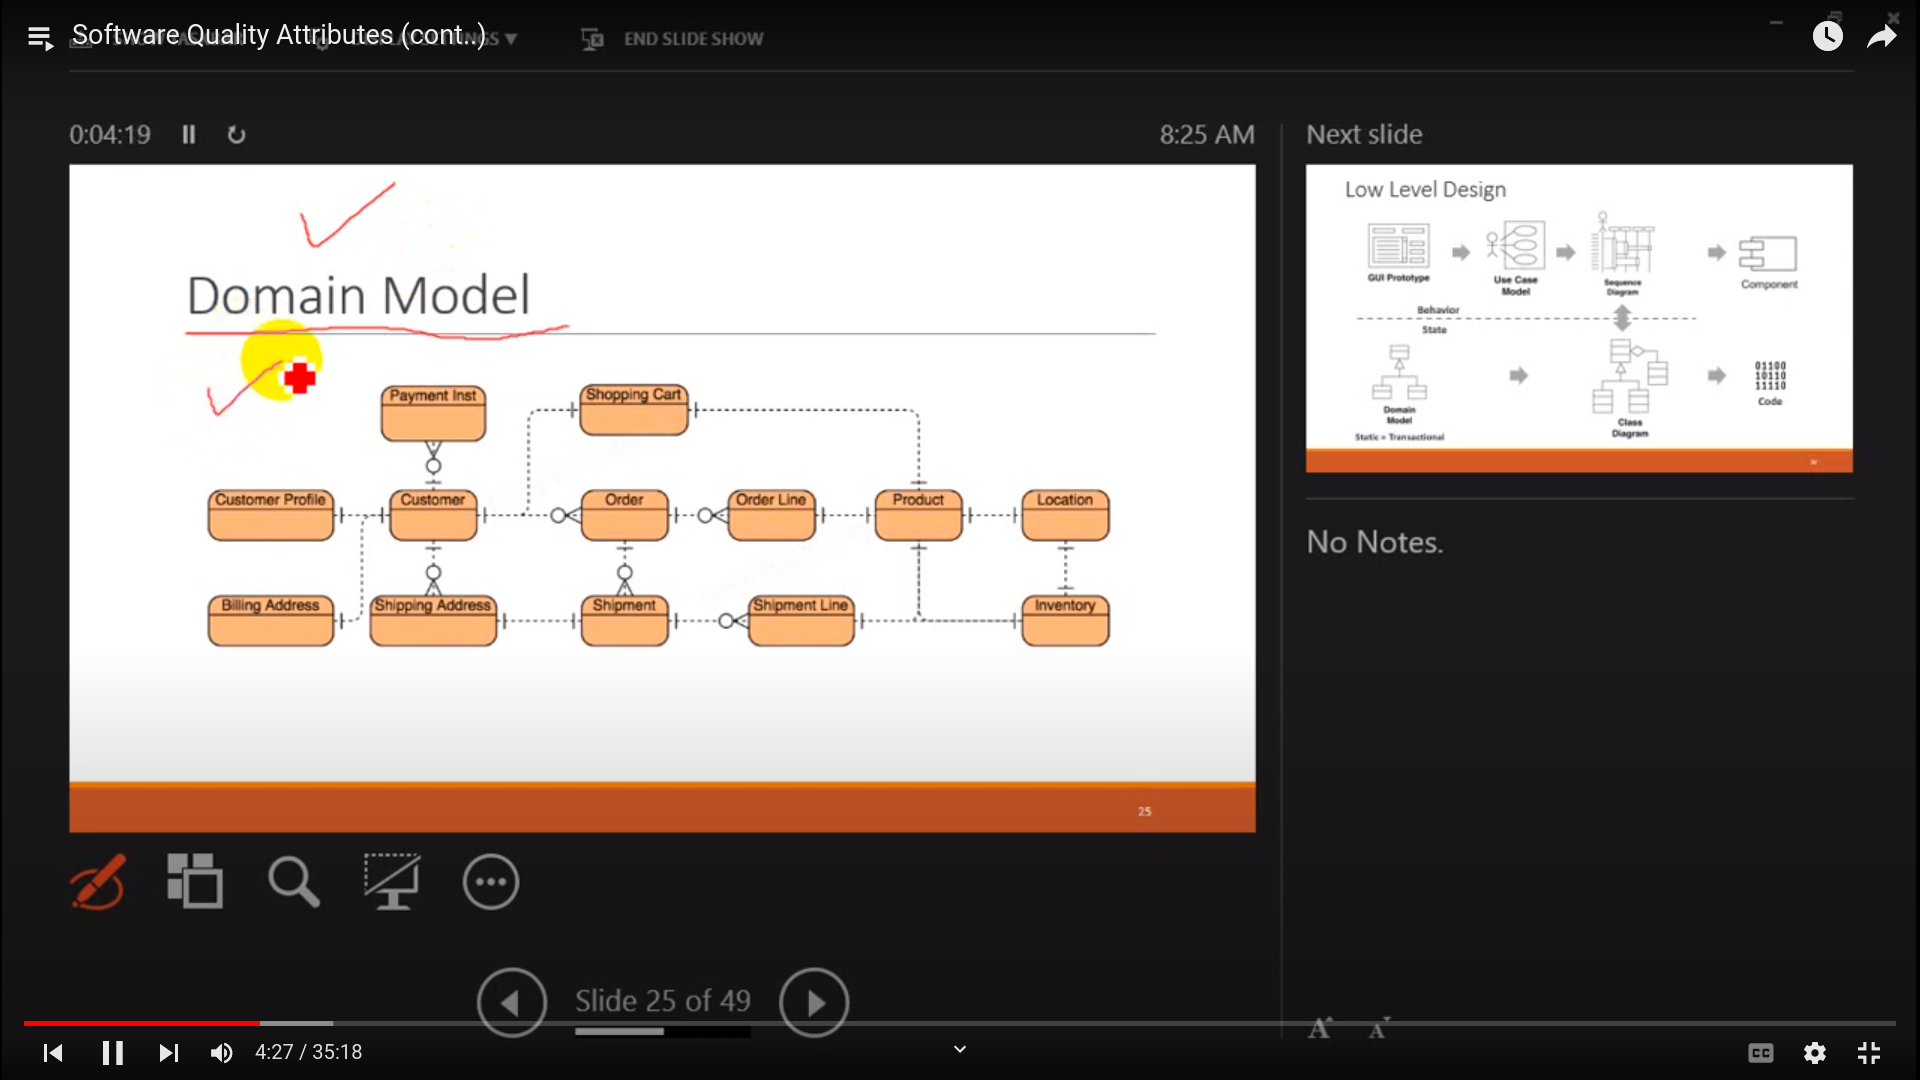 Software Quality Attributes (cont..)
END SLIDE SHOW
0:04:19
8:25 AM
Next slide
Domain Model
Payment Inst
Shopping Cart
Customer Profile
Customer
Order
Order Line
Product
Location
Billing Address
Shipping Address
Shipment
Shipment Line
Inventory
25
Low Level Design
GUI Prototype
Use Case
Model
Sequence
Diagram
Component
Behavior
State
Domain
Model
Static + Transactional
Class
Diagram
01100
10110
11110
Code
No Notes.
Slide 25 of 49
A A
4:27 / 35:18
CC